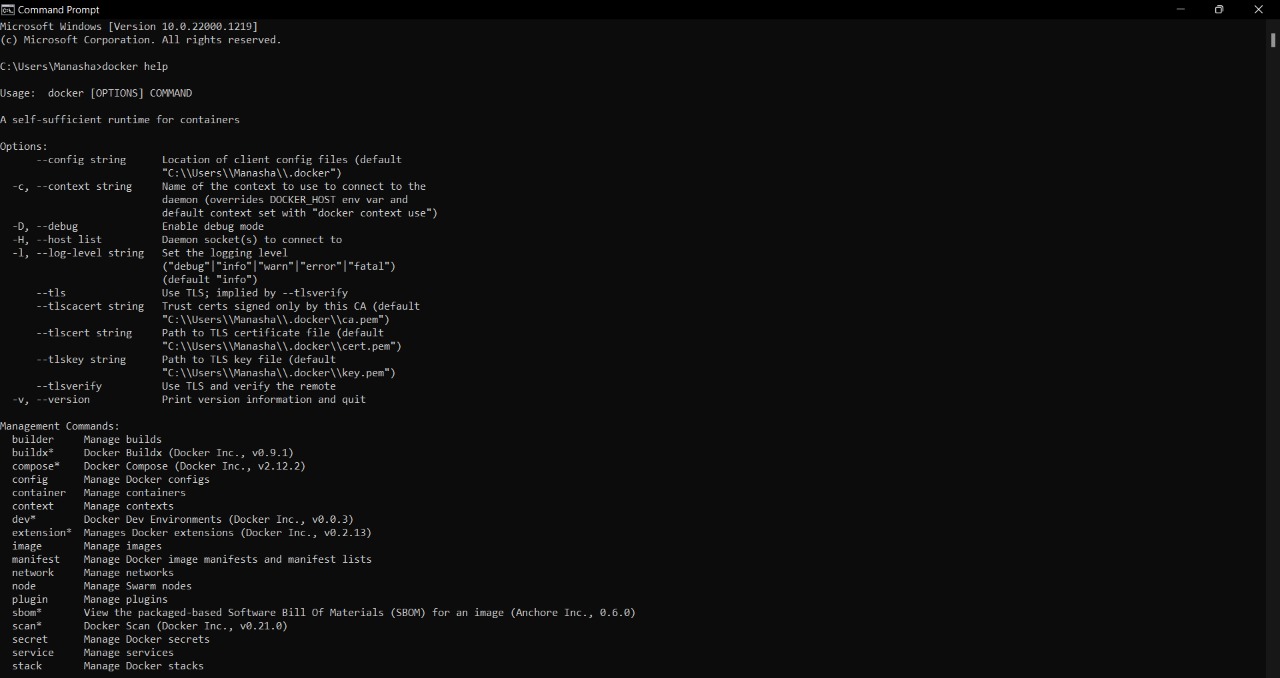 Command Prompt
Microsoft Windows [Version 10.0.22000.1219]
(c) Microsoft Corporation. All rights reserved.
C:\Users\Manasha>docker help
Usage:  docker [OPTIONS] COMMAND
A self-sufficient runtime for containers
Options:
      --config string      Location of client config files (default
                           "C:\\Users\\Manasha\\.docker")
  -c, --context string     Name of the context to use to connect to the
                           daemon (overrides DOCKER_HOST env var and
                           default context set with "docker context use")
  -D, --debug              Enable debug mode
  -H, --host list          Daemon socket(s) to connect to
  -l, --log-level string   Set the logging level
                           ("debug"|"info"|"warn"|"error"|"fatal")
                           (default "info")
      --tls                Use TLS; implied by --tlsverify
      --tlscacert string   Trust certs signed only by this CA (default
                           "C:\\Users\\Manasha\\.docker\\ca.pem")
      --tlscert string     Path to TLS certificate file (default
                           "C:\\Users\\Manasha\\.docker\\cert.pem")
      --tlskey string      Path to TLS key file (default
                           "C:\\Users\\Manasha\\.docker\\key.pem")
      --tlsverify          Use TLS and verify the remote
  -v, --version            Print version information and quit
Management Commands:
  builder     Manage builds
  buildx*     Docker Buildx (Docker Inc., v0.9.1)
  compose*    Docker Compose (Docker Inc., v2.12.2)
  config      Manage Docker configs
  container   Manage containers
  context     Manage contexts
  dev*        Docker Dev Environments (Docker Inc., v0.0.3)
  extension*  Manages Docker extensions (Docker Inc., v0.2.13)
  image       Manage images
  manifest    Manage Docker image manifests and manifest lists
  network     Manage networks
  node        Manage Swarm nodes
  plugin      Manage plugins
  sbom*       View the packaged-based Software Bill Of Materials (SBOM) for an image (Anchore Inc., 0.6.0)
  scan*       Docker Scan (Docker Inc., v0.21.0)
  secret      Manage Docker secrets
  service     Manage services
  stack       Manage Docker stacks